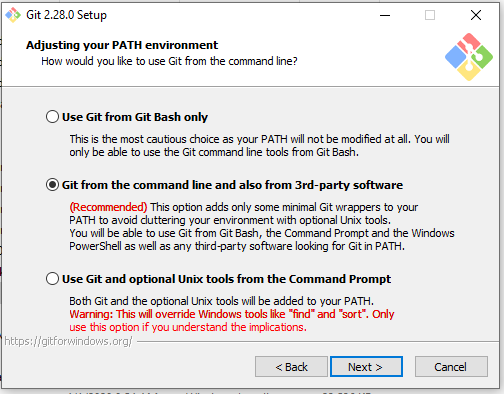 Git 2.28.0 Setup
Adjusting your PATH environment
How would you like to use Git from the command line?
Use Git from Git Bash only
This is the most cautious choice as your PATH will not be modified at all. You will
only be able to use the Git command line tools from Git Bash.
Git from the command line and also from 3rd-party software
(Recommended) This option adds only some minimal Git wrappers to your
PATH to avoid cluttering your environment with optional Unix tools.
You will be able to use Git from Git Bash, the Command Prompt and the Windows
PowerShell as well as any third-party software looking for Git in PATH.
Use Git and optional Unix tools from the Command Prompt
Both Git and the optional Unix tools will be added to your PATH.
Warning: This will override Windows tools like "find" and "sort". Only
use this option if you understand the implications.
https://gitforwindows.org/
< Back Next > Cancel